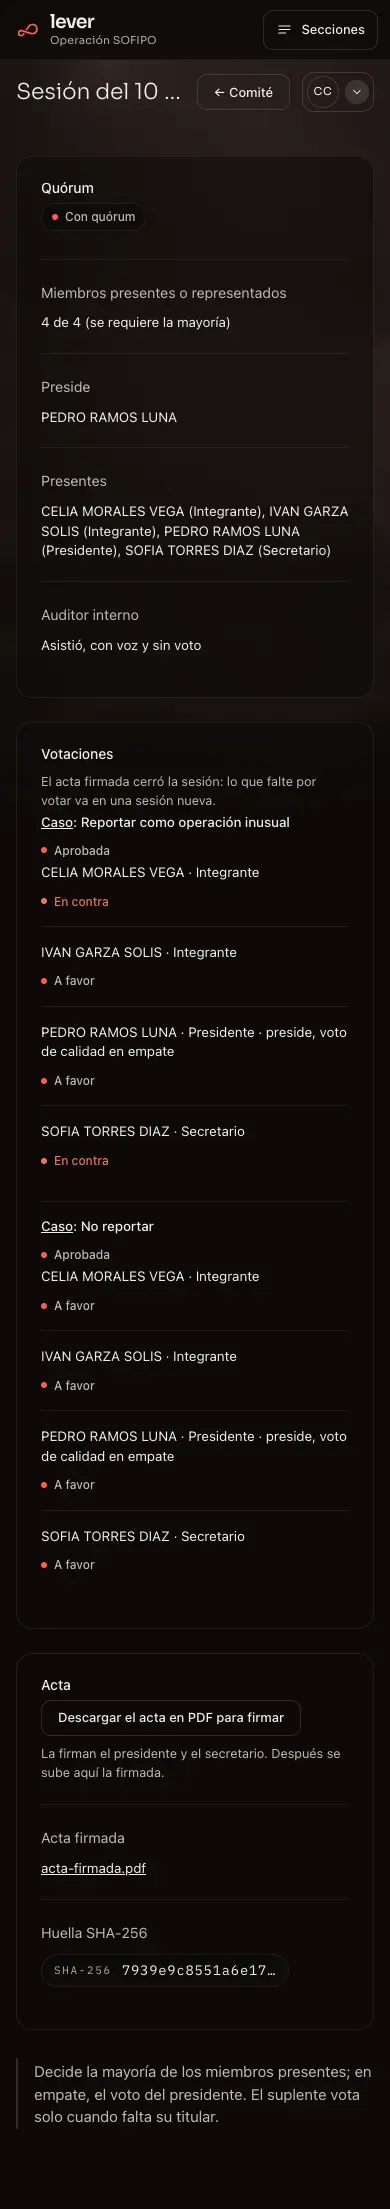 lever
Operación SOFIPO
Secciones
Sesión del 10 ...
← Comité
CC
Quórum
Con quórum
Miembros presentes o representados
4 de 4 (se requiere la mayoría)
Preside
PEDRO RAMOS LUNA
Presentes
CELIA MORALES VEGA (Integrante), IVAN GARZA
SOLIS (Integrante), PEDRO RAMOS LUNA
(Presidente), SOFIA TORRES DIAZ (Secretario)
Auditor interno
Asistió, con voz y sin voto
Votaciones
El acta firmada cerró la sesión: lo que falte por
votar va en una sesión nueva.
Caso: Reportar como operación inusual
Aprobada
CELIA MORALES VEGA · Integrante
En contra
IVAN GARZA SOLIS · Integrante
A favor
PEDRO RAMOS LUNA · Presidente · preside, voto
de calidad en empate
A favor
SOFIA TORRES DIAZ · Secretario
En contra
Caso: No reportar
Aprobada
CELIA MORALES VEGA · Integrante
A favor
IVAN GARZA SOLIS · Integrante
A favor
PEDRO RAMOS LUNA · Presidente · preside, voto
de calidad en empate
A favor
SOFIA TORRES DIAZ · Secretario
A favor
Acta
Descargar el acta en PDF para firmar
La firman el presidente y el secretario. Después se
sube aquí la firmada.
Acta firmada
acta-firmada.pdf
Huella SHA-256
SHA-256 7939e9c8551a6e17…
Decide la mayoría de los miembros presentes; en
empate, el voto del presidente. El suplente vota
solo cuando falta su titular.